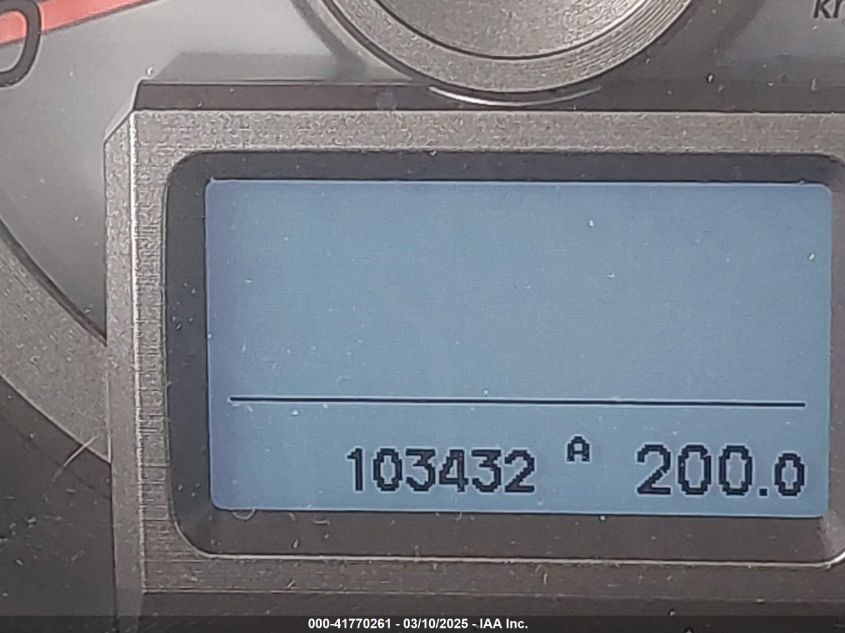 103432 A 200.0
000-41770261 - 03/10/2025 - IAA Inc.